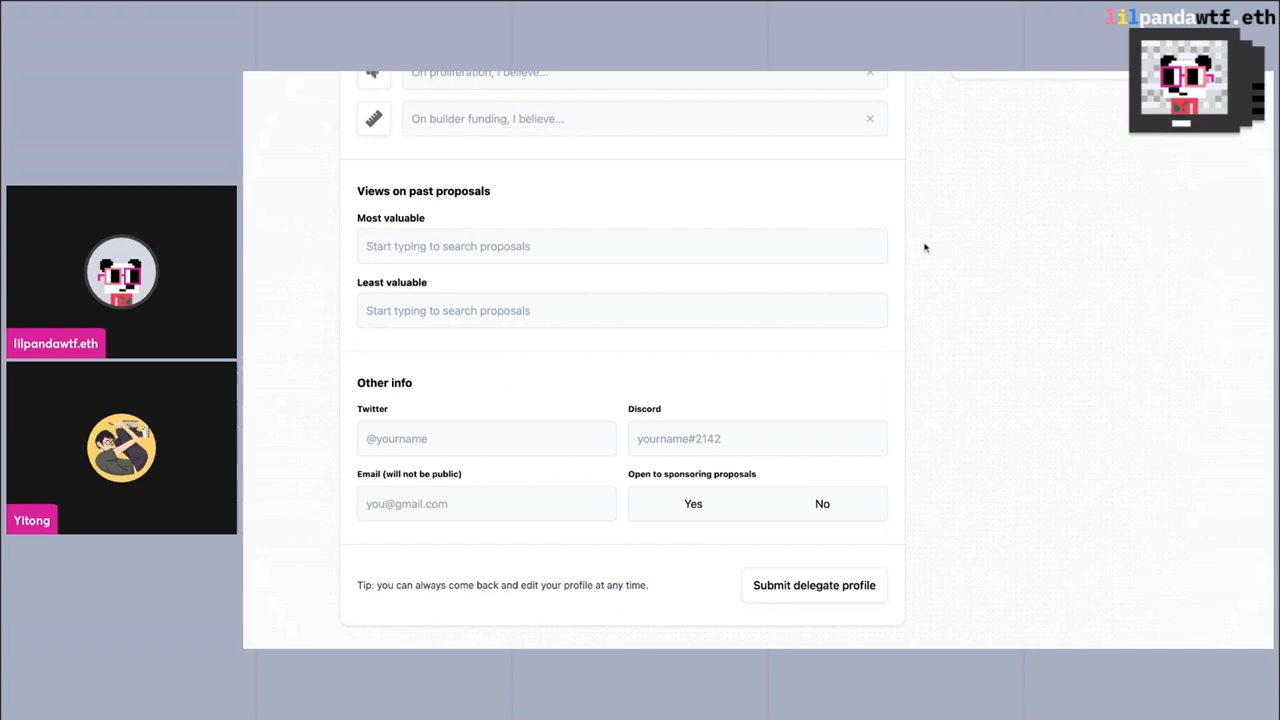 lilpandawtf.eth
On proliferation, I believe...
On builder funding, I believe...
Views on past proposals
Most valuable
Start typing to search proposals
Least valuable
Start typing to search proposals
lilpandawtf.eth
Other info
Twitter
Discord
@yourname
yourname#2142
Email (will not be public)
Open to sponsoring proposals
you@gmail.com
Yes
No
Yitong
Tip: you can always come back and edit your profile at any time.
Submit delegate profile